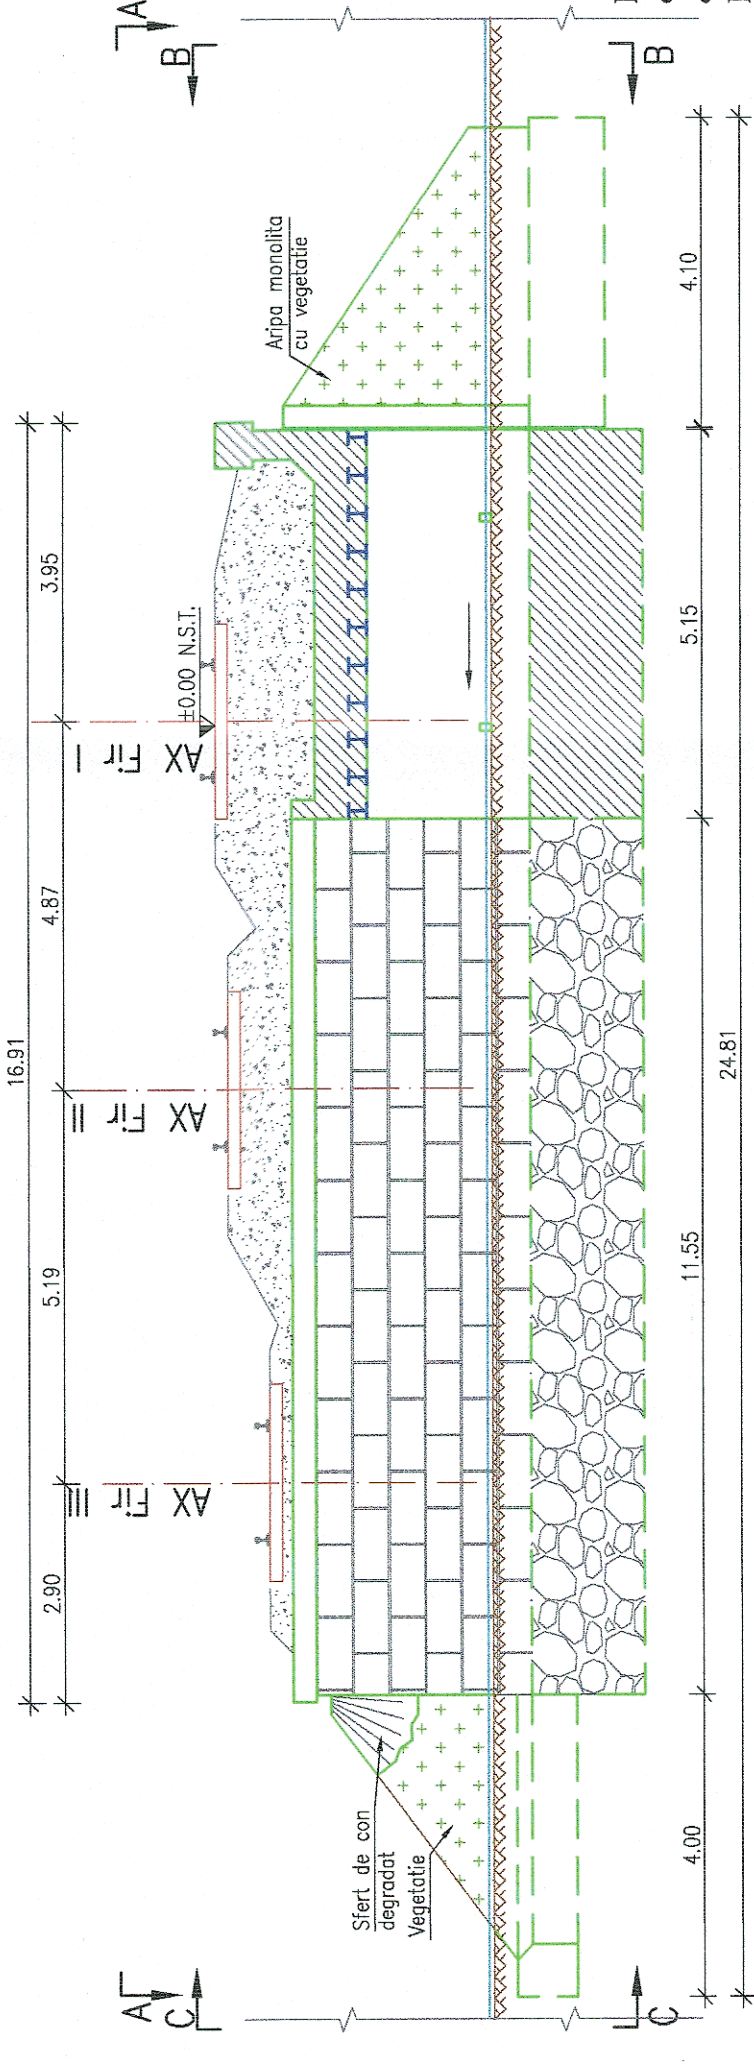 A
A
B
B
C
C
16.91
2.90
5.19
4.87
3.95
AX Fir III
AX Fir II
AX Fir I
±0.00 N.S.T.
Sfert de con
degradat
Vegetatie
Aripa monolita
cu vegetatie
4.00
11.55
5.15
4.10
24.81